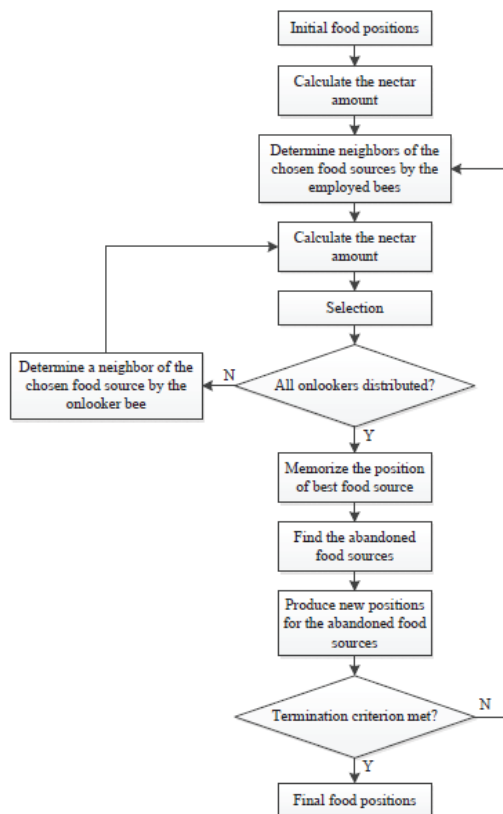 Initial food positions
Calculate the nectar
amount
Determine neighbors of the
chosen food sources by the
employed bees
Calculate the nectar
amount
Selection
Determine a neighbor of the
chosen food source by the
onlooker bee
N
All onlookers distributed?
Y
Memorize the position
of best food source
Find the abandoned
food sources
Produce new positions
for the abandoned food
sources
Termination criterion met?
N
Y
Final food positions